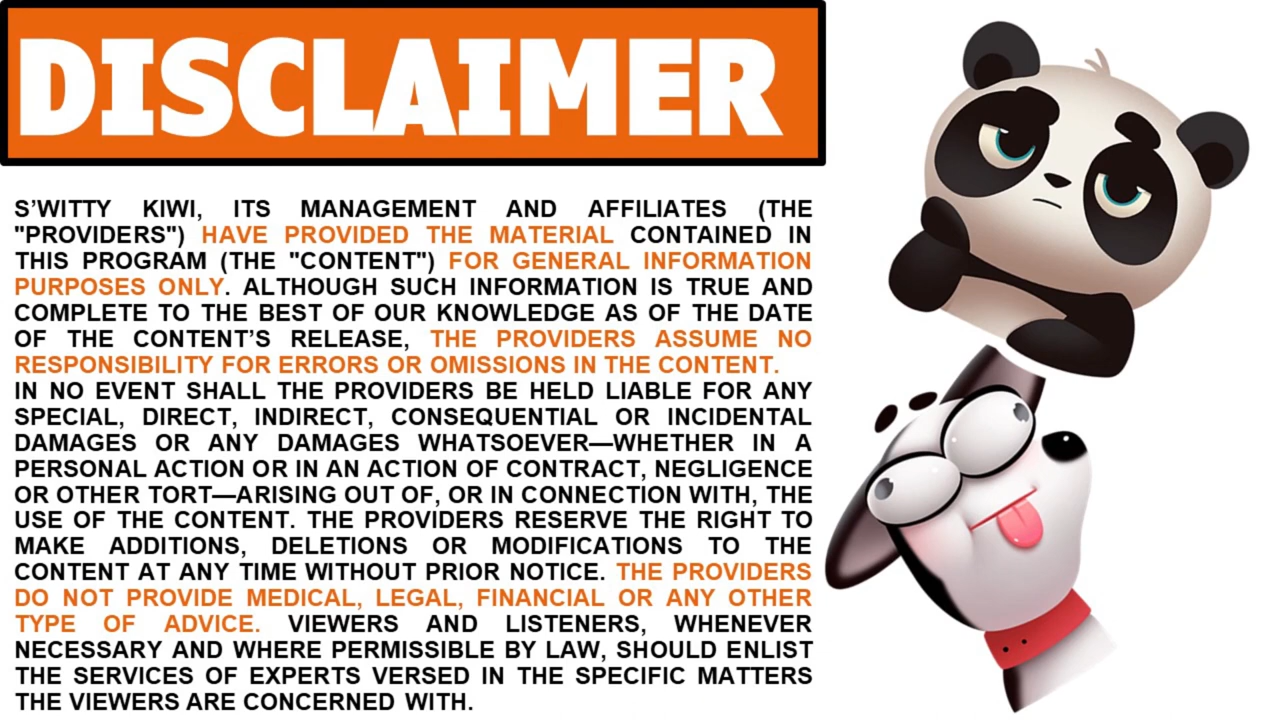 DISCLAIMER
S’WITTY KIWI, ITS MANAGEMENT AND AFFILIATES (THE
"PROVIDERS") HAVE PROVIDED THE MATERIAL CONTAINED IN
THIS PROGRAM (THE "CONTENT") FOR GENERAL INFORMATION
PURPOSES ONLY. ALTHOUGH SUCH INFORMATION IS TRUE AND
COMPLETE TO THE BEST OF OUR KNOWLEDGE AS OF THE DATE
OF THE CONTENT’S RELEASE, THE PROVIDERS ASSUME NO
RESPONSIBILITY FOR ERRORS OR OMISSIONS IN THE CONTENT.
IN NO EVENT SHALL THE PROVIDERS BE HELD LIABLE FOR ANY
SPECIAL, DIRECT, INDIRECT, CONSEQUENTIAL OR INCIDENTAL
DAMAGES OR ANY DAMAGES WHATSOEVER—WHETHER IN A
PERSONAL ACTION OR IN AN ACTION OF CONTRACT, NEGLIGENCE
OR OTHER TORT—ARISING OUT OF, OR IN CONNECTION WITH, THE
USE OF THE CONTENT. THE PROVIDERS RESERVE THE RIGHT TO
MAKE ADDITIONS, DELETIONS OR MODIFICATIONS TO THE
CONTENT AT ANY TIME WITHOUT PRIOR NOTICE. THE PROVIDERS
DO NOT PROVIDE MEDICAL, LEGAL, FINANCIAL OR ANY OTHER
TYPE OF ADVICE. VIEWERS AND LISTENERS, WHENEVER
NECESSARY AND WHERE PERMISSIBLE BY LAW, SHOULD ENLIST
THE SERVICES OF EXPERTS VERSED IN THE SPECIFIC MATTERS
THE VIEWERS ARE CONCERNED WITH.